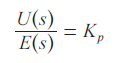 U(s)/E(s) = K_p